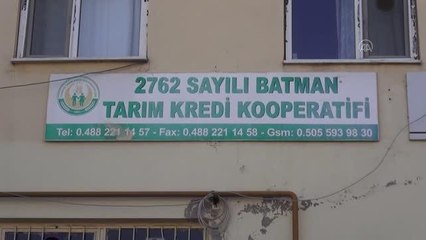 2762 SAYILI BATMAN
TARIM KREDİ KOOPERATİFİ
Tel: 0.488 221 14 57 - Fax: 0.488 221 14 58 - Gsm: 0.505 593 98 30